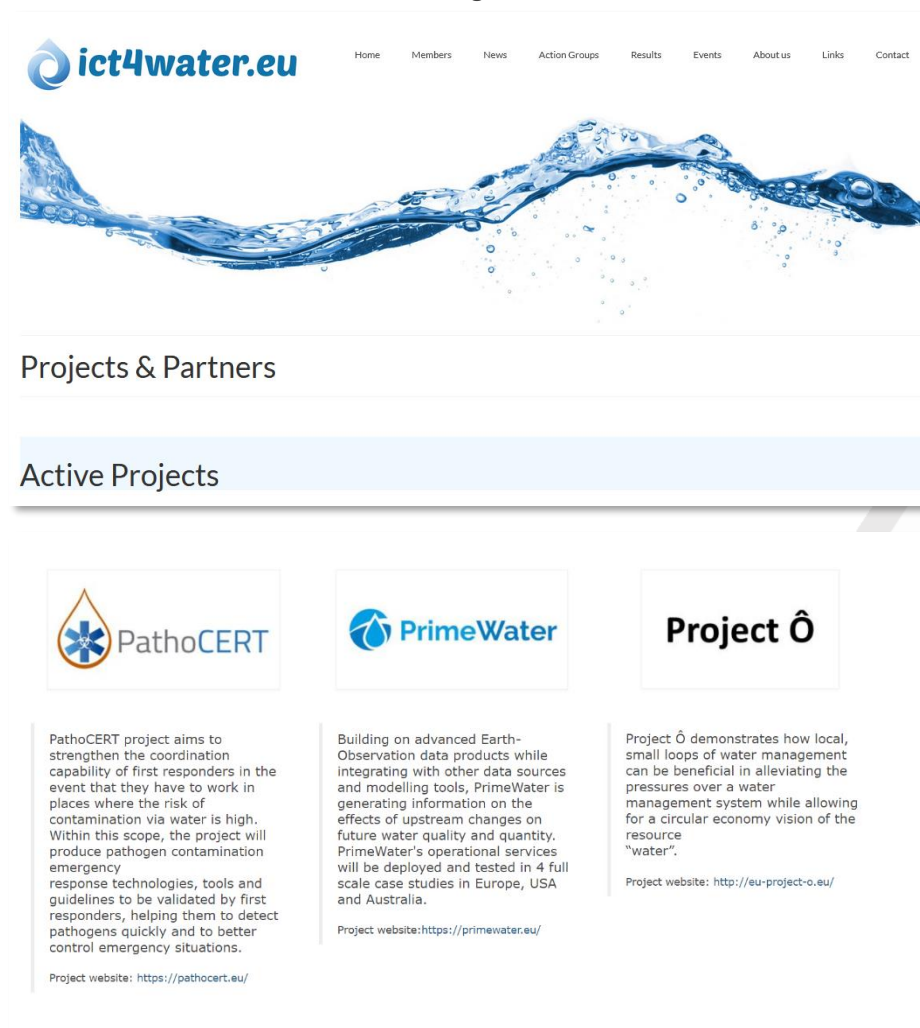 ict4water.eu
Home Members News Action Groups Results Events About us Links Contact
Projects & Partners
Active Projects
PathoCERT
PathoCERT project aims to
strengthen the coordination
capability of first responders in the
event that they have to work in
places where the risk of
contamination via water is high.
Within this scope, the project will
produce pathogen contamination
emergency
response technologies, tools and
guidelines to be validated by first
responders, helping them to detect
pathogens quickly and to better
control emergency situations.
Project website: https://pathocert.eu/
PrimeWater
Building on advanced Earth-
Observation data products while
integrating with other data sources
and modelling tools, PrimeWater is
generating information on the
effects of upstream changes on
future water quality and quantity.
PrimeWater's operational services
will be deployed and tested in 4 full
scale case studies in Europe, USA
and Australia.
Project website:https://primewater.eu/
Project Ô
Project Ô demonstrates how local,
small loops of water management
can be beneficial in alleviating the
pressures over a water
management system while allowing
for a circular economy vision of the
resource
“water”.
Project website: http://eu-project-o.eu/